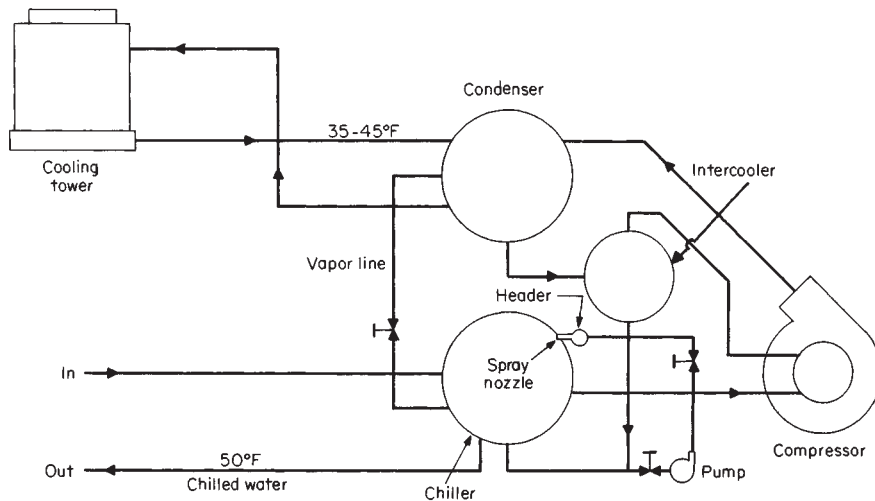 Condenser
35-45°F
Cooling
tower
Intercooler
Vapor line
Header
In
Spray
nozzle
Compressor
50°F
Out
Chilled water
Chiller
Pump